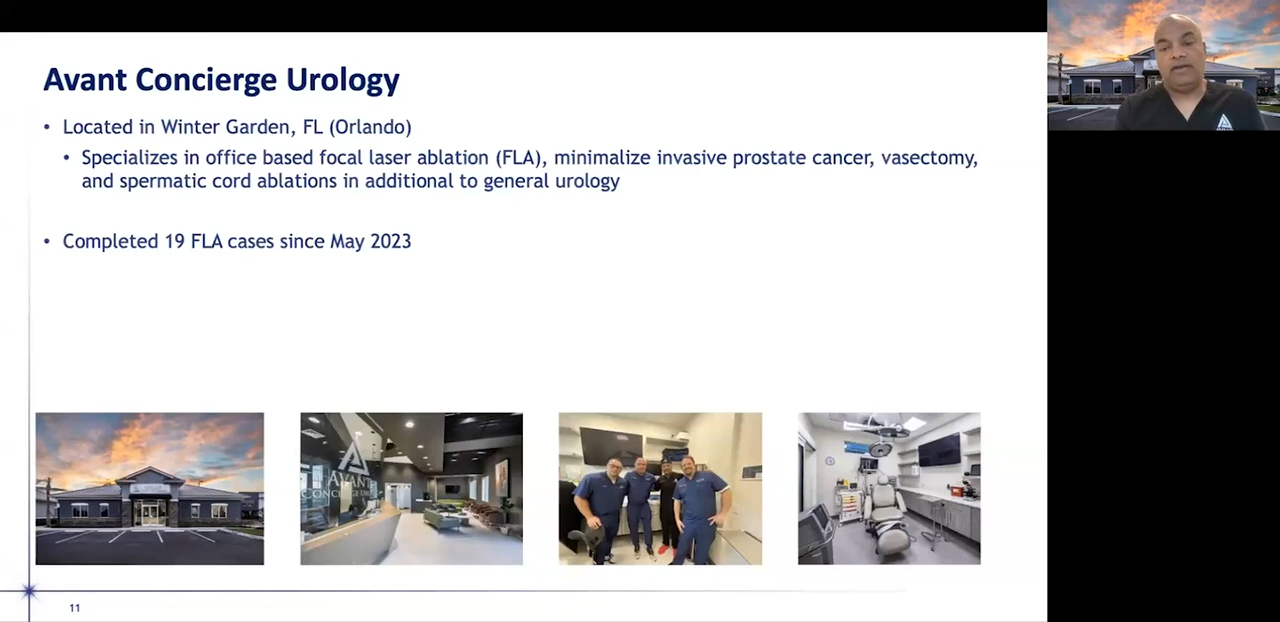 Avant Concierge Urology
• Located in Winter Garden, FL (Orlando)
• Specializes in office based focal laser ablation (FLA), minimalize invasive prostate cancer, vasectomy,
and spermatic cord ablations in additional to general urology
• Completed 19 FLA cases since May 2023
AVANT
CONCIERGE
11